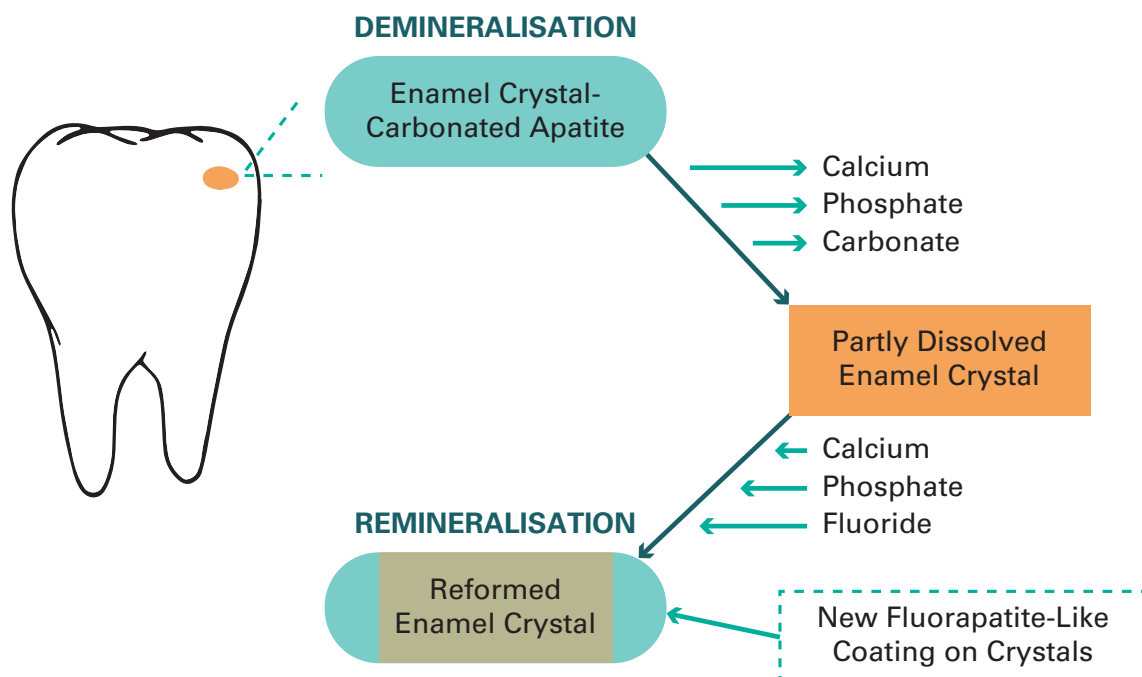 DEMINERALISATION
Enamel Crystal-
Carbonated Apatite
Calcium
Phosphate
Carbonate
Partly Dissolved
Enamel Crystal
Calcium
Phosphate
Fluoride
REMINERALISATION
Reformed
Enamel Crystal
New Fluorapatite-Like
Coating on Crystals